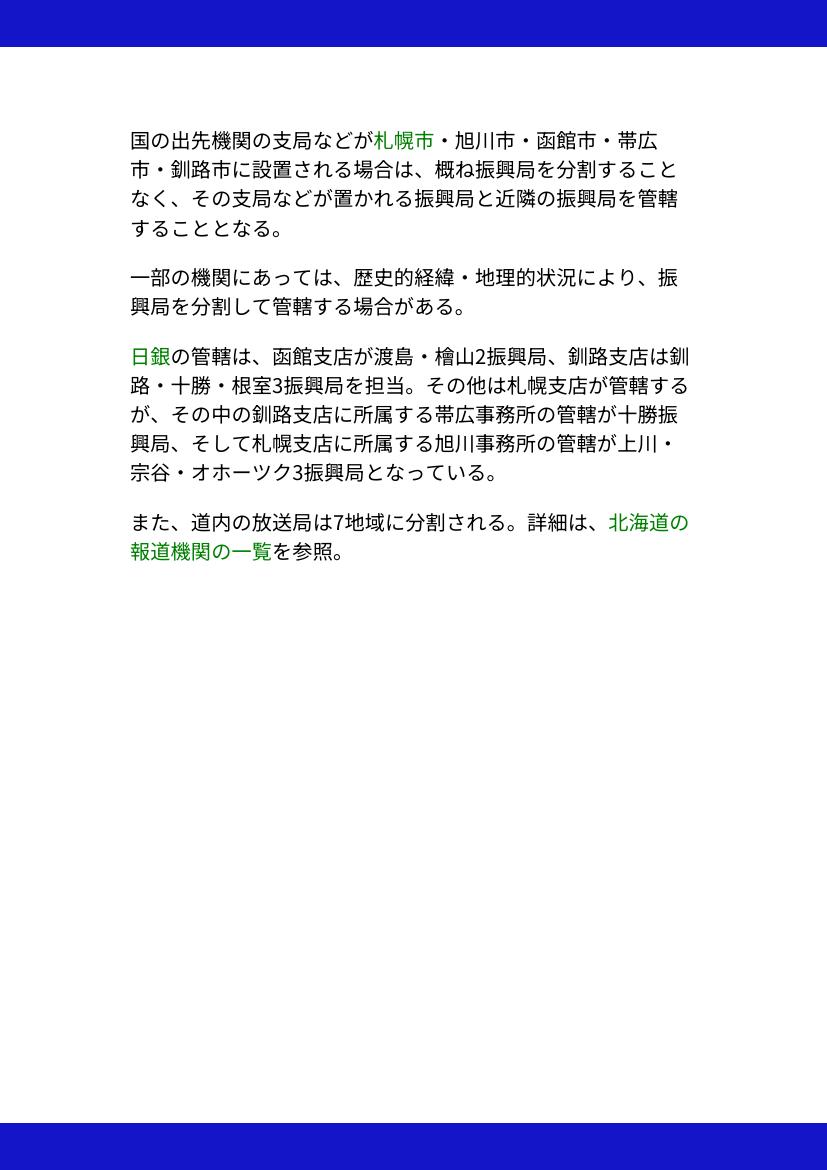 国の出先機関の支局などが札幌市・旭川市・函館市・帯広
市・釧路市に設置される場合は、概ね振興局を分割すること
なく、その支局などが置かれる振興局と近隣の振興局を管轄
することとなる。
一部の機関にあっては、歴史的経緯・地理的状況により、振
興局を分割して管轄する場合がある。
日銀の管轄は、函館支店が渡島・檜山2振興局、釧路支店は釧
路・十勝・根室3振興局を担当。その他は札幌支店が管轄する
が、その中の釧路支店に所属する帯広事務所の管轄が十勝振
興局、そして札幌支店に所属する旭川事務所の管轄が上川・
宗谷・オホーツク3振興局となっている。
また、道内の放送局は7地域に分割される。詳細は、北海道の
報道機関の一覧を参照。